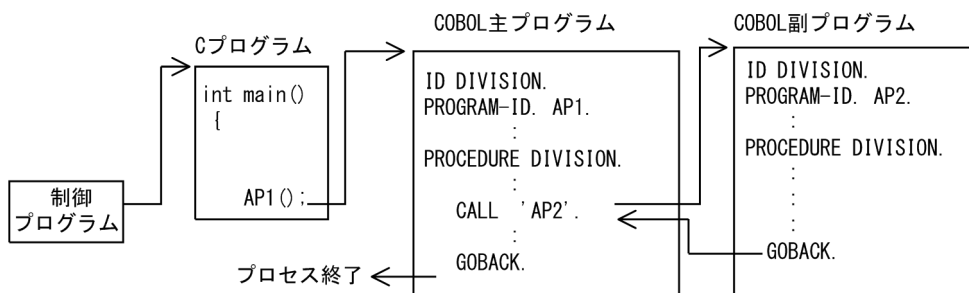 制御
プログラム
Cプログラム
int main()
{
AP1();
COBOL主プログラム
ID DIVISION.
PROGRAM-ID. AP1.
:
PROCEDURE DIVISION.
:
CALL 'AP2'.
:
GOBACK.
プロセス終了
COBOL副プログラム
ID DIVISION.
PROGRAM-ID. AP2.
:
PROCEDURE DIVISION.
:
:
:
GOBACK.